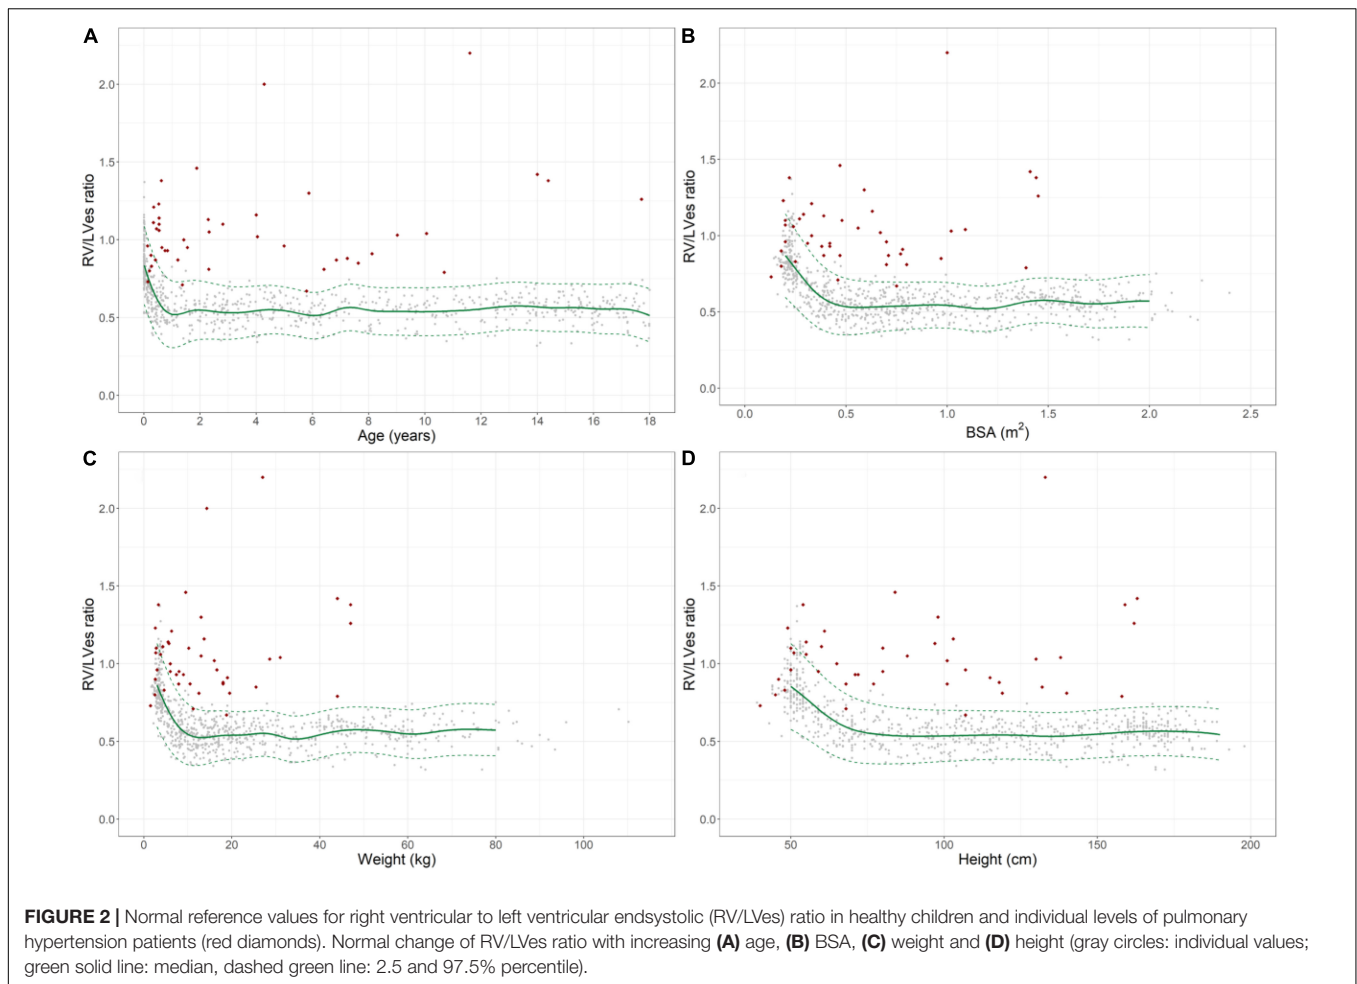 A
RV/LVes ratio
2.0
1.5
1.0
0.5
0.0
0 2 4 6 8 10 12 14 16 18
Age (years)
B
RV/LVes ratio
2.0
1.5
1.0
0.5
0.0
0.0 0.5 1.0 1.5 2.0 2.5
BSA (m²)
C
RV/LVes ratio
2.0
1.5
1.0
0.5
0.0
0 20 40 60 80 100
Weight (kg)
D
RV/LVes ratio
2.0
1.5
1.0
0.5
0.0
50 100 150 200
Height (cm)
FIGURE 2 | Normal reference values for right ventricular to left ventricular endsystolic (RV/LVes) ratio in healthy children and individual levels of pulmonary
hypertension patients (red diamonds). Normal change of RV/LVes ratio with increasing (A) age, (B) BSA, (C) weight and (D) height (gray circles: individual values;
green solid line: median, dashed green line: 2.5 and 97.5% percentile).